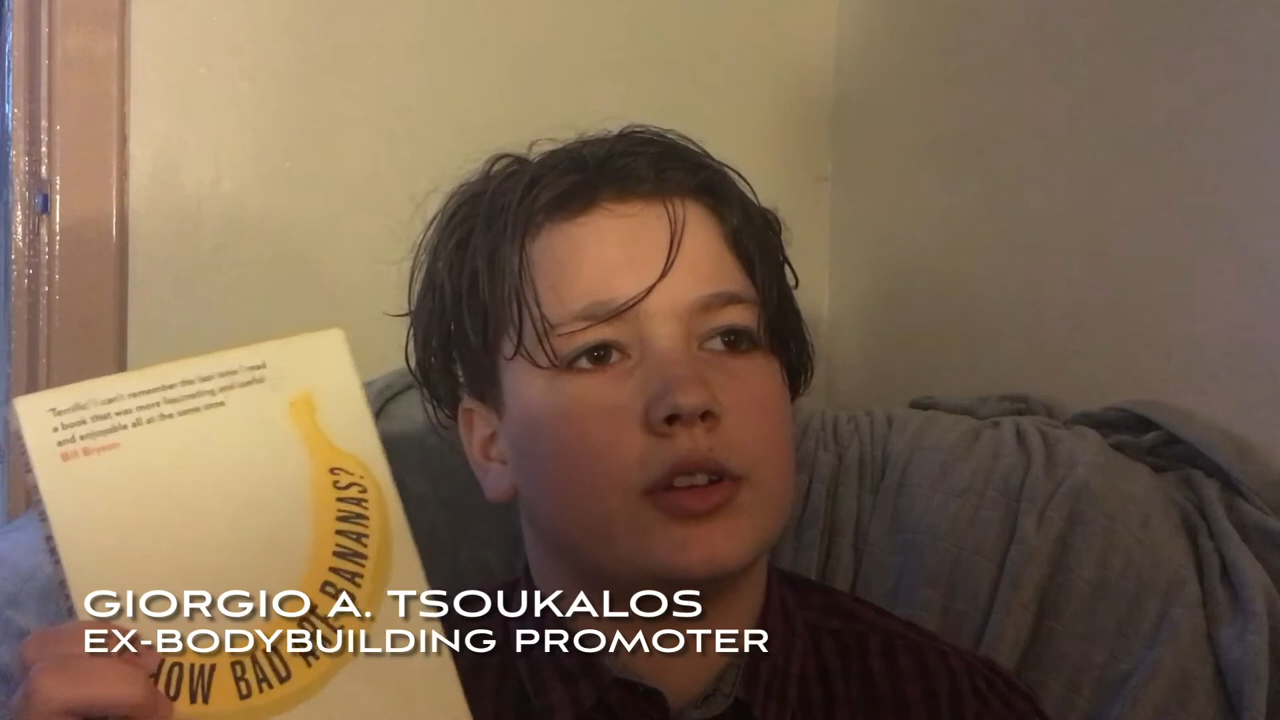 "Terrific! I can't remember the last time I read
a book that was more fascinating and useful
and enjoyable all at the same time"
Bill Bryson
HOW BAD ARE BANANAS?
GIORGIO A. TSOUKALOS
EX-BODYBUILDING PROMOTER